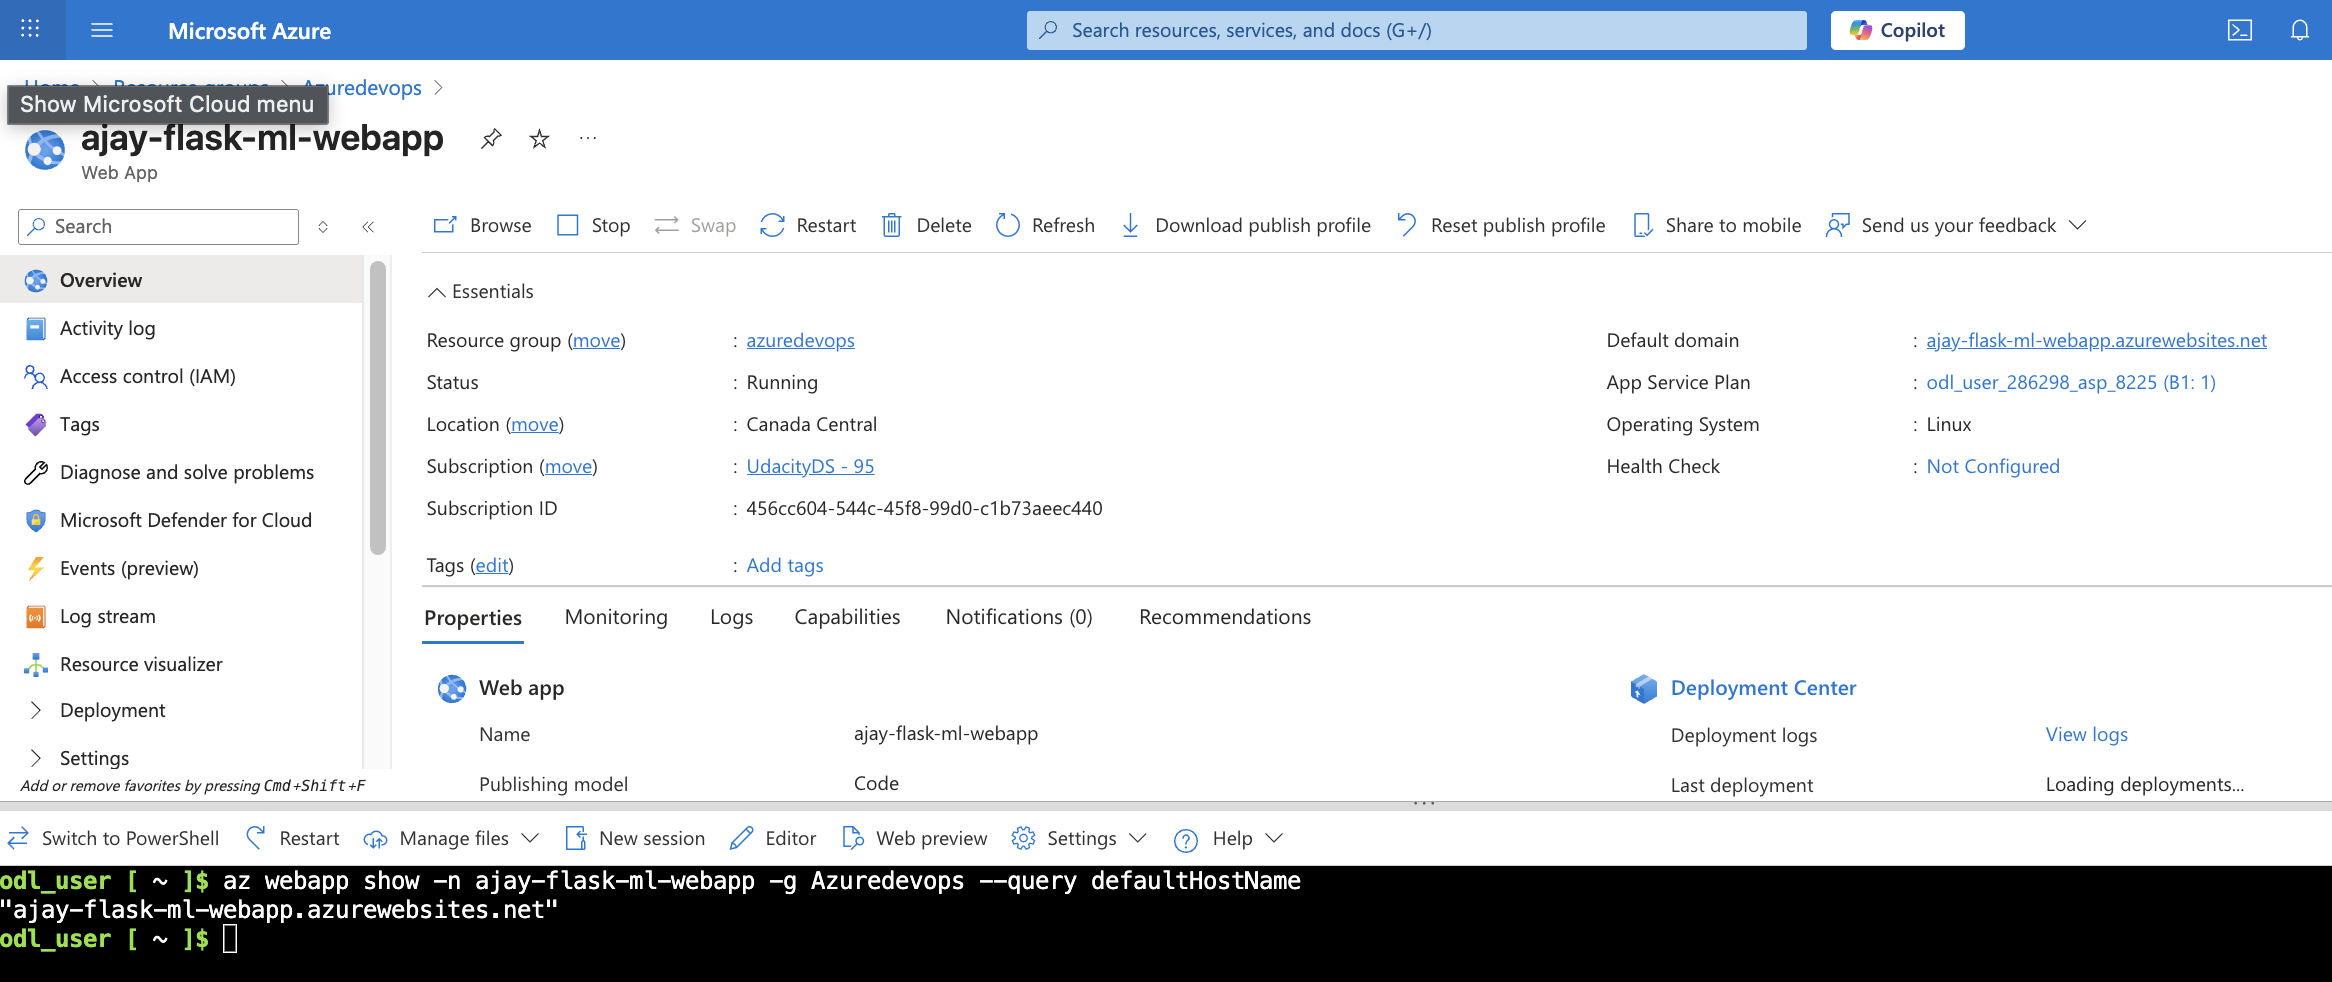 Microsoft Azure
Search resources, services, and docs (G+/)
Copilot
Home > Resource groups > Azuredevops >
Show Microsoft Cloud menu
ajay-flask-ml-webapp
Web App
Search
Overview
Activity log
Access control (IAM)
Tags
Diagnose and solve problems
Microsoft Defender for Cloud
Events (preview)
Log stream
Resource visualizer
Deployment
Settings
Add or remove favorites by pressing Cmd+Shift+F
Browse Stop Swap Restart Delete Refresh Download publish profile Reset publish profile Share to mobile Send us your feedback
Essentials
Resource group (move) : azuredevops
Status : Running
Location (move) : Canada Central
Subscription (move) : UdacityDS - 95
Subscription ID : 456cc604-544c-45f8-99d0-c1b73aeec440
Tags (edit) : Add tags
Default domain : ajay-flask-ml-webapp.azurewebsites.net
App Service Plan : odl_user_286298_asp_8225 (B1: 1)
Operating System : Linux
Health Check : Not Configured
Properties Monitoring Logs Capabilities Notifications (0) Recommendations
Web app
Name ajay-flask-ml-webapp
Publishing model Code
Deployment Center
Deployment logs View logs
Last deployment Loading deployments...
Switch to PowerShell Restart Manage files New session Editor Web preview Settings Help
odl_user [ ~ ]$ az webapp show -n ajay-flask-ml-webapp -g Azuredevops --query defaultHostName
"ajay-flask-ml-webapp.azurewebsites.net"
odl_user [ ~ ]$